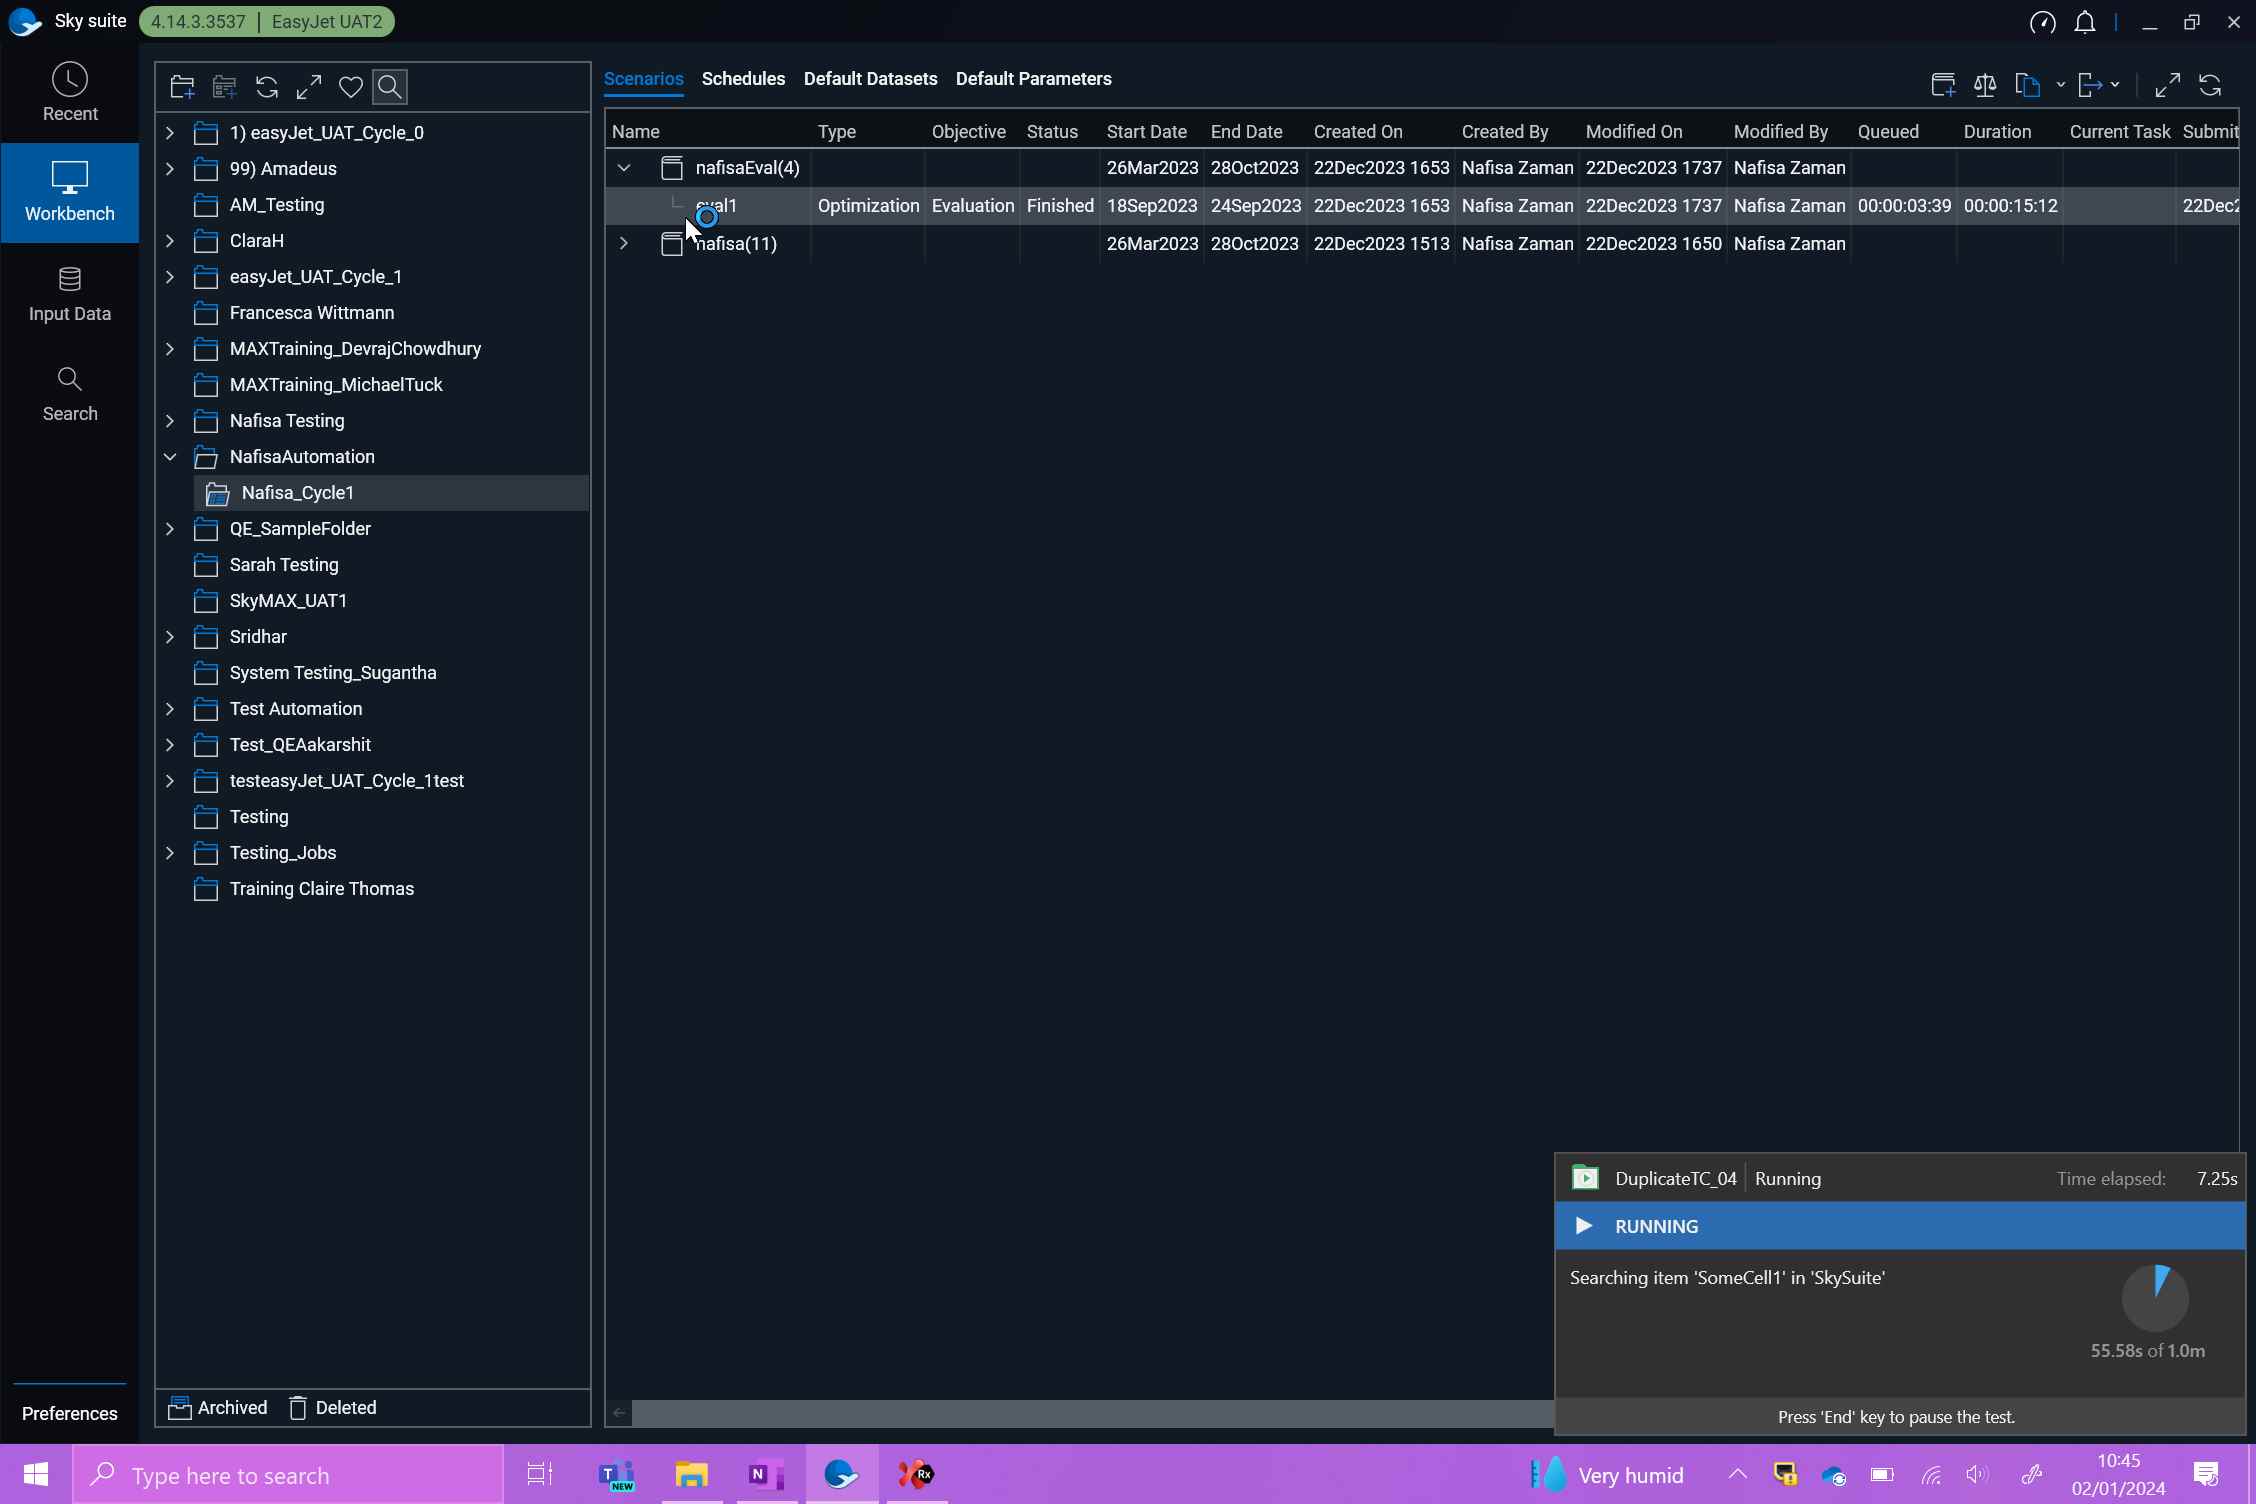 Sky suite 4.14.3.3537 | EasyJet UAT2
Recent
Workbench
Input Data
Search
Preferences
1) easyJet_UAT_Cycle_0
99) Amadeus
AM_Testing
ClaraH
easyJet_UAT_Cycle_1
Francesca Wittmann
MAXTraining_DevrajChowdhury
MAXTraining_MichaelTuck
Nafisa Testing
NafisaAutomation
Nafisa_Cycle1
QE_SampleFolder
Sarah Testing
SkyMAX_UAT1
Sridhar
System Testing_Sugantha
Test Automation
Test_QEAakarshit
testeasyJet_UAT_Cycle_1test
Testing
Testing_Jobs
Training Claire Thomas
Archived Deleted
Scenarios Schedules Default Datasets Default Parameters
Name Type Objective Status Start Date End Date Created On Created By Modified On Modified By Queued Duration Current Task Submit
nafisaEval(4) 26Mar2023 28Oct2023 22Dec2023 1653 Nafisa Zaman 22Dec2023 1737 Nafisa Zaman
eval1 Optimization Evaluation Finished 18Sep2023 24Sep2023 22Dec2023 1653 Nafisa Zaman 22Dec2023 1737 Nafisa Zaman 00:00:03:39 00:00:15:12 22Dec2
nafisa(11) 26Mar2023 28Oct2023 22Dec2023 1513 Nafisa Zaman 22Dec2023 1650 Nafisa Zaman
DuplicateTC_04 Running Time elapsed: 7.25s
RUNNING
Searching item 'SomeCell1' in 'SkySuite'
55.58s of 1.0m
Press 'End' key to pause the test.
Type here to search
NEW
Rx
Very humid
10:45
02/01/2024